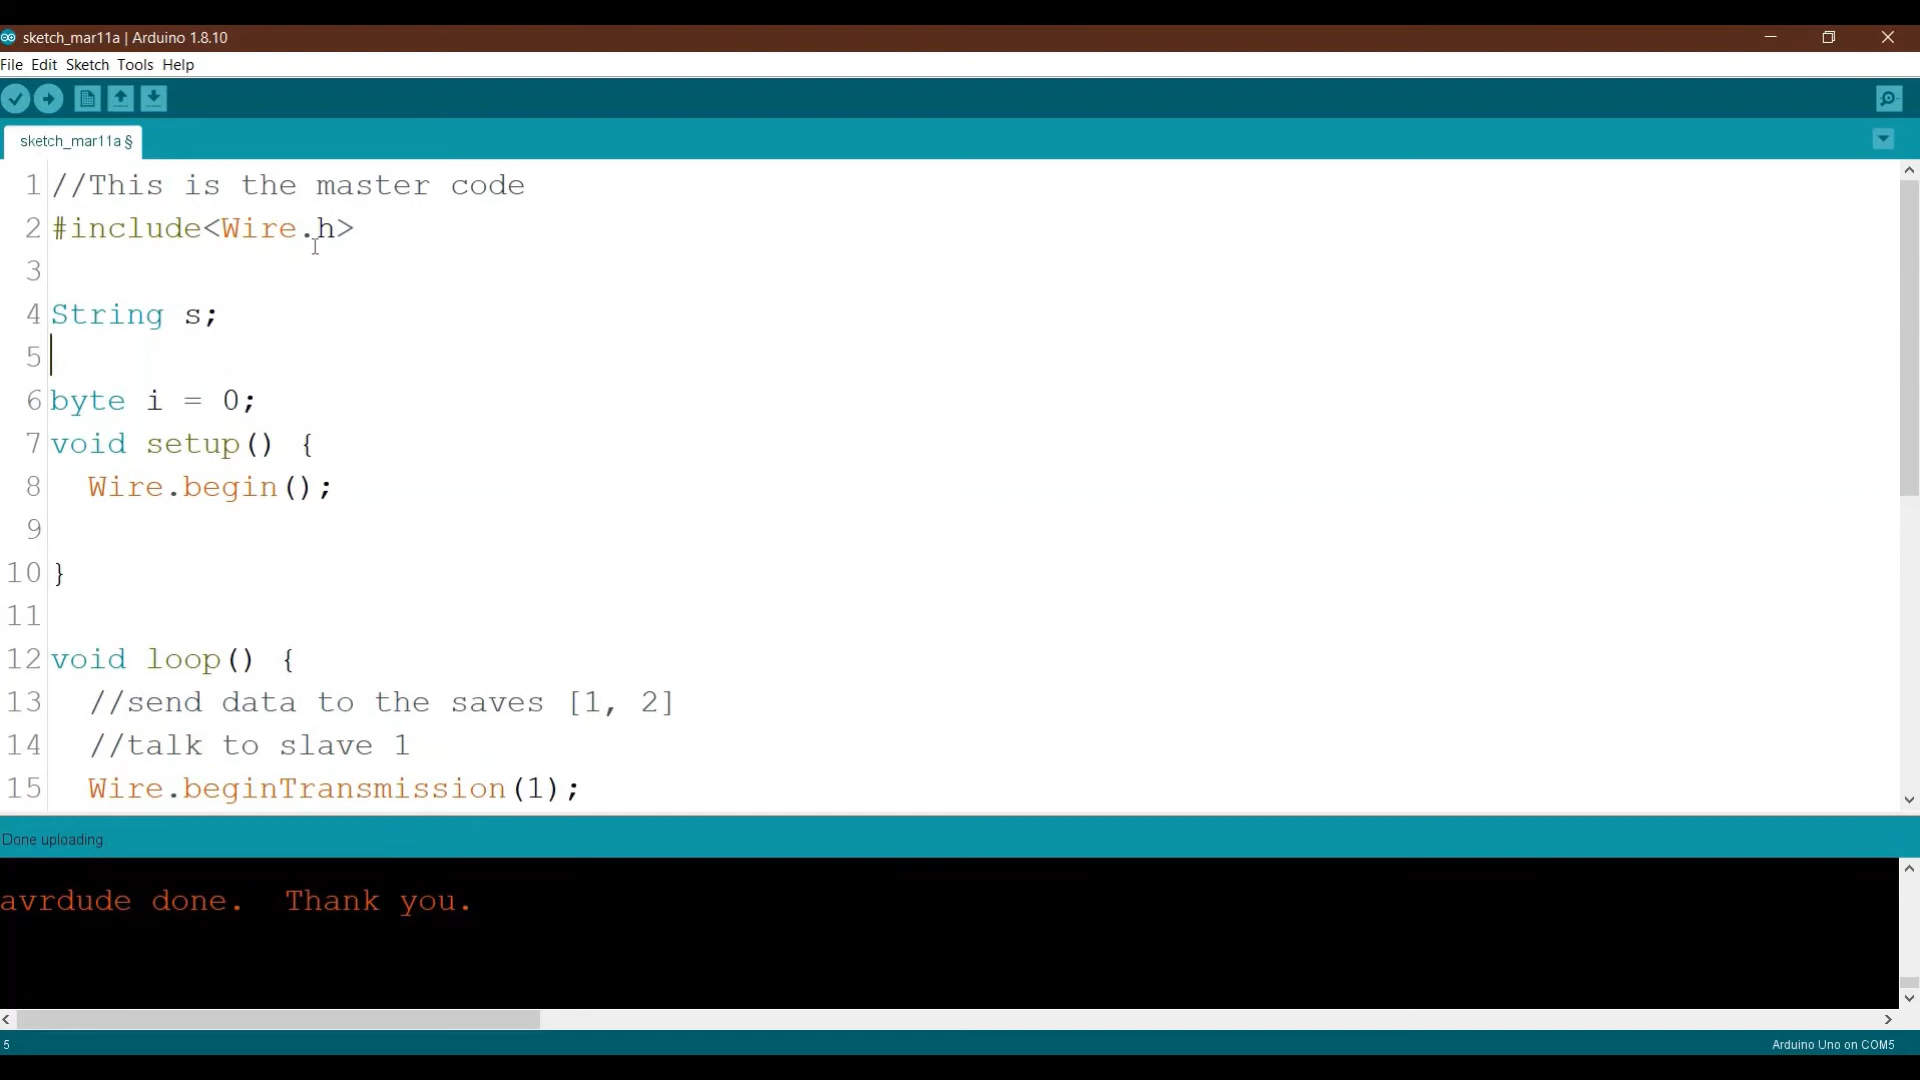 sketch_mar11a | Arduino 1.8.10
File Edit Sketch Tools Help
sketch_mar11a §
1 //This is the master code
2 #include<Wire.h>
3
4 String s;
5
6 byte i = 0;
7 void setup() {
8   Wire.begin();
9
10 }
11
12 void loop() {
13   //send data to the saves [1, 2]
14   //talk to slave 1
15   Wire.beginTransmission(1);
Done uploading.
avrdude done.  Thank you.
5 Arduino Uno on COM5